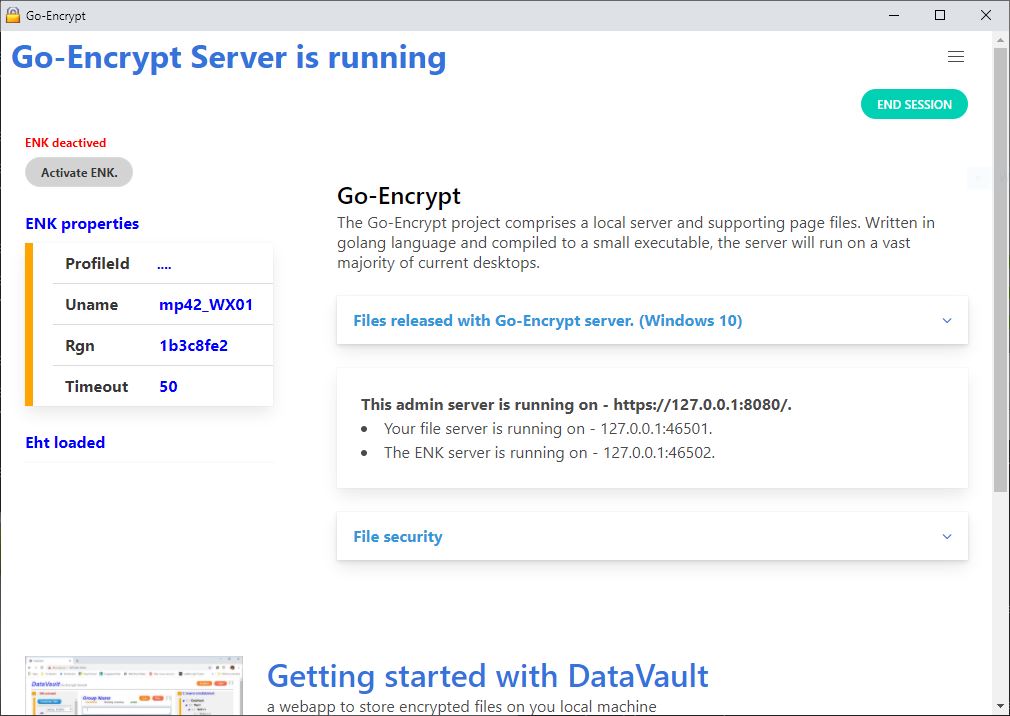 Go-Encrypt
Go-Encrypt Server is running
END SESSION
ENK deactived
Activate ENK.
ENK properties
ProfileId ....
Uname mp42_WX01
Rgn 1b3c8fe2
Timeout 50
Eht loaded
Go-Encrypt
The Go-Encrypt project comprises a local server and supporting page files. Written in
golang language and compiled to a small executable, the server will run on a vast
majority of current desktops.
Files released with Go-Encrypt server. (Windows 10)
This admin server is running on - https://127.0.0.1:8080/.
Your file server is running on - 127.0.0.1:46501.
The ENK server is running on - 127.0.0.1:46502.
File security
DataVault
Group Name
Getting started with DataVault
a webapp to store encrypted files on you local machine